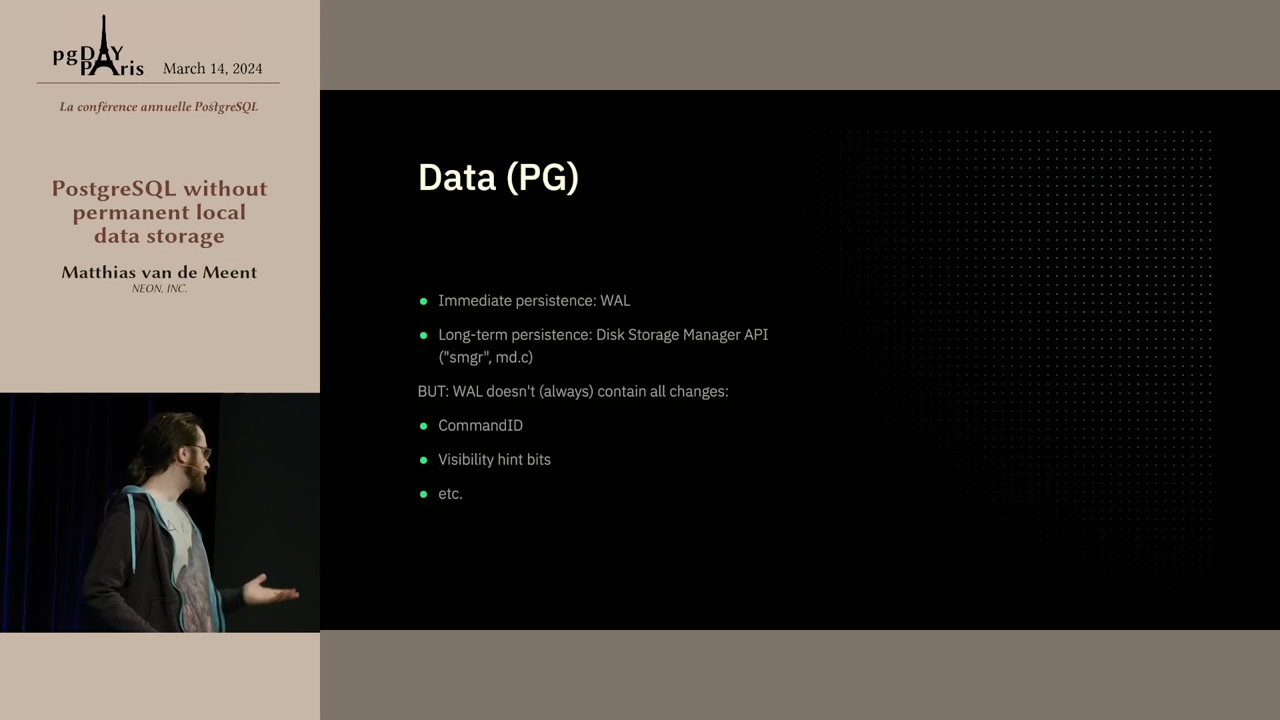 pgDAY
PAris
March 14, 2024
La conférence annuelle PostgreSQL
PostgreSQL without
permanent local
data storage
Matthias van de Meent
NEON, INC.
Data (PG)
Immediate persistence: WAL
Long-term persistence: Disk Storage Manager API
("smgr", md.c)
BUT: WAL doesn't (always) contain all changes:
CommandID
Visibility hint bits
etc.